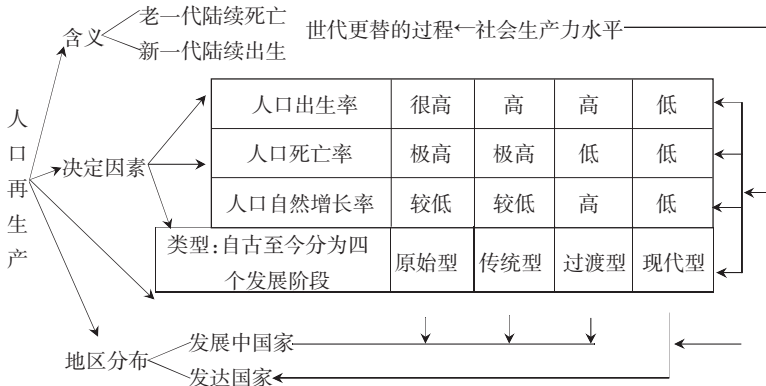 老一代陆续死亡
含义
新一代陆续出生
世代更替的过程←社会生产力水平
人口再生产
决定因素
人口出生率 很高 高 高 低
人口死亡率 极高 极高 低 低
人口自然增长率 较低 较低 高 低
类型:自古至今分为四
个发展阶段
原始型 传统型 过渡型 现代型
地区分布
发展中国家
发达国家